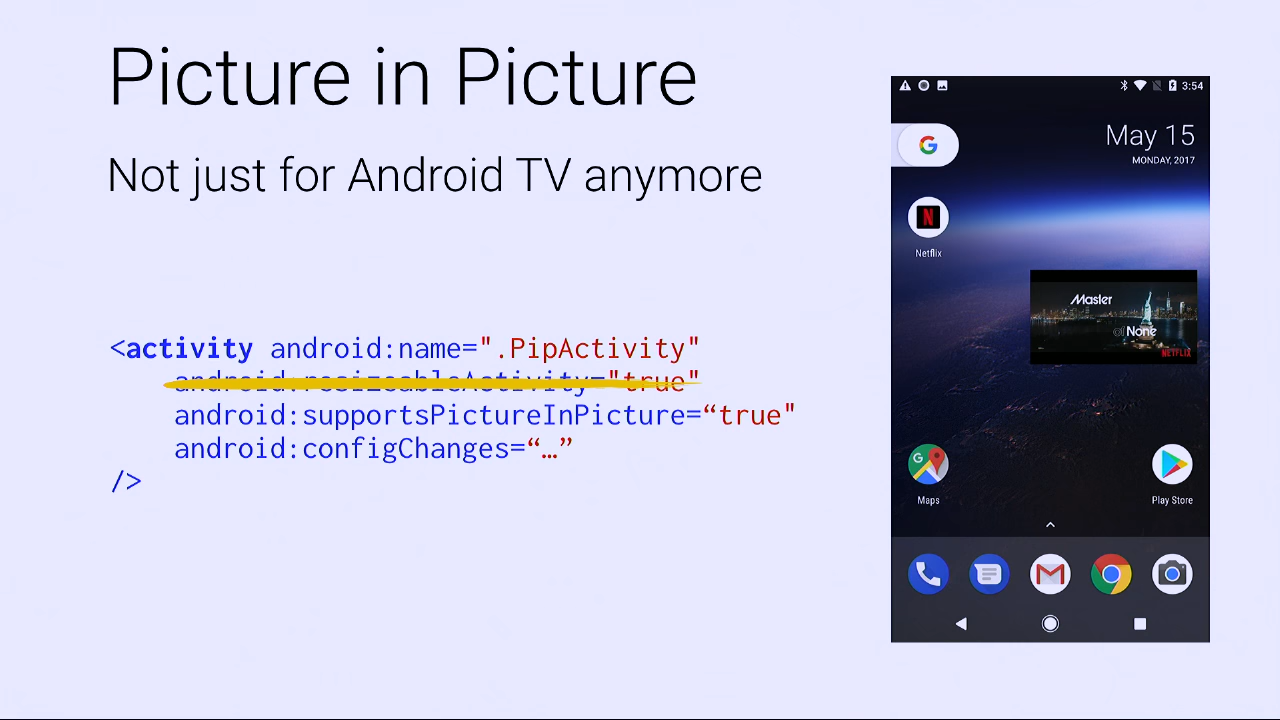 Picture in Picture
Not just for Android TV anymore
<activity android:name=".PipActivity"
android:resizeableActivity="true"
android:supportsPictureInPicture=“true"
android:configChanges=“…”
/>
3:54
G
May 15
MONDAY, 2017
N
Netflix
Master
of None
NETFLIX
G
Maps
Play Store